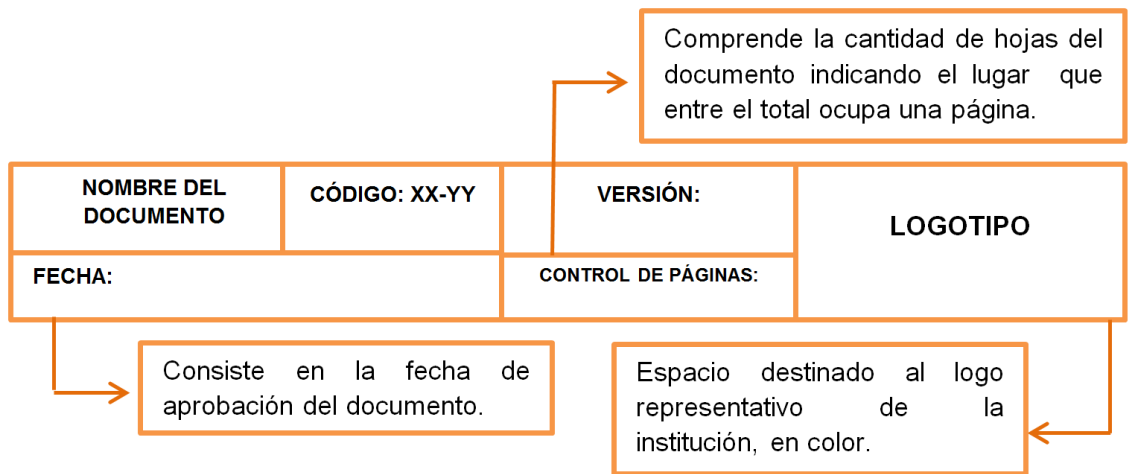 Comprende la cantidad de hojas del
documento indicando el lugar que
entre el total ocupa una página.
NOMBRE DEL
DOCUMENTO
CÓDIGO: XX-YY
VERSIÓN:
LOGOTIPO
FECHA:
CONTROL DE PÁGINAS:
Consiste en la fecha de
aprobación del documento.
Espacio destinado al logo
representativo de la
institución, en color.